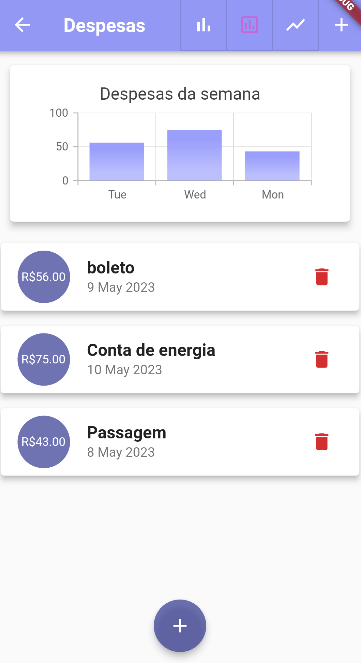 Despesas
BUG
Despesas da semana
100
50
0
Tue
Wed
Mon
R$56.00
boleto
9 May 2023
R$75.00
Conta de energia
10 May 2023
R$43.00
Passagem
8 May 2023